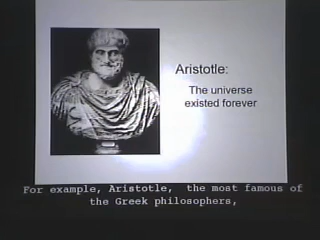 Aristotle:
The universe
existed forever
For example, Aristotle,  the most famous of
the Greek philosophers,